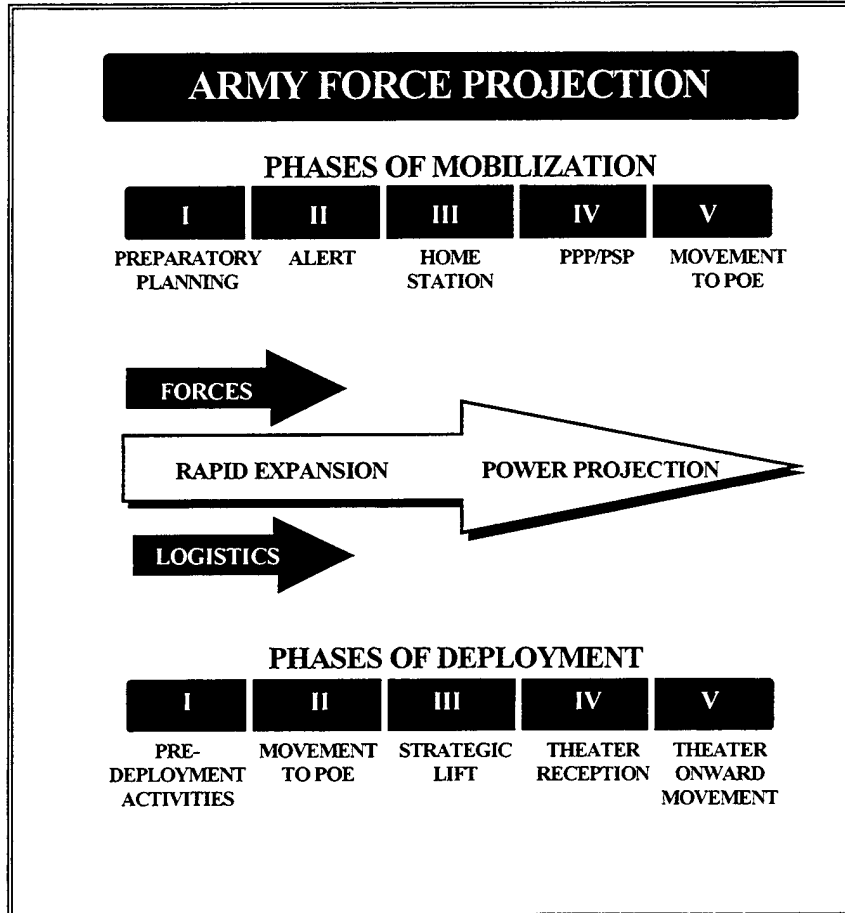 ARMY FORCE PROJECTION
PHASES OF MOBILIZATION
I II III IV V
PREPARATORY ALERT HOME PPP/PSP MOVEMENT
PLANNING STATION TO POE
FORCES
RAPID EXPANSION POWER PROJECTION
LOGISTICS
PHASES OF DEPLOYMENT
I II III IV V
PRE- MOVEMENT STRATEGIC THEATER THEATER
DEPLOYMENT TO POE LIFT RECEPTION ONWARD
ACTIVITIES MOVEMENT